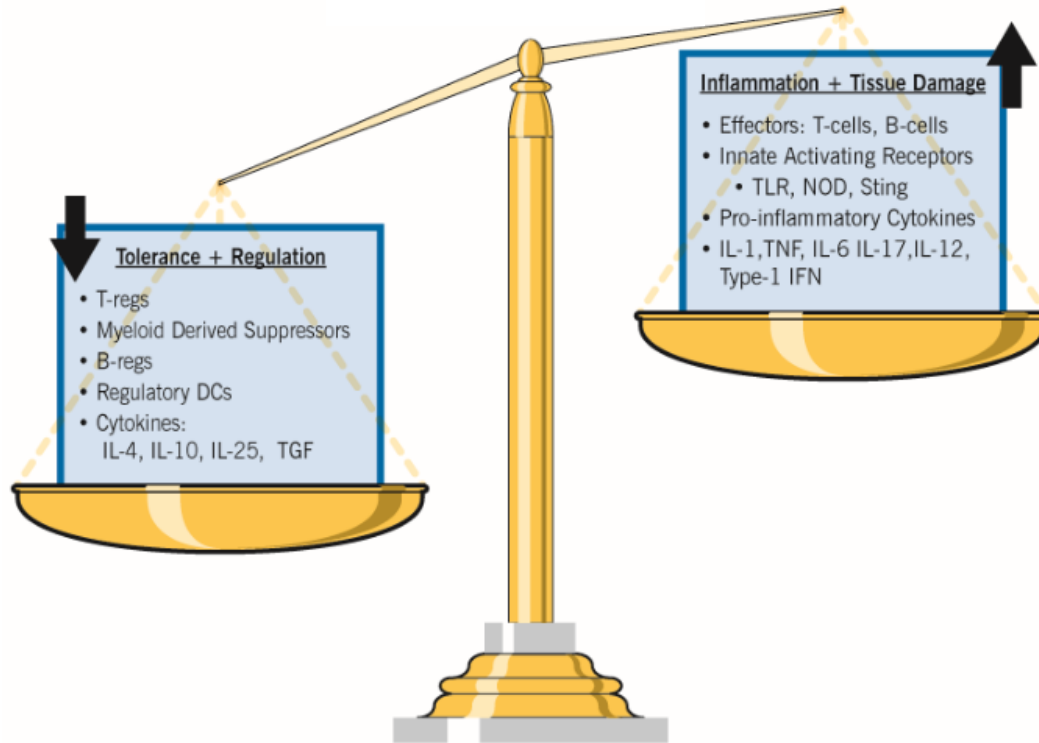 Inflammation + Tissue Damage
• Effectors: T-cells, B-cells
• Innate Activating Receptors
• TLR, NOD, Sting
• Pro-inflammatory Cytokines
• IL-1,TNF, IL-6 IL-17,IL-12,
Type-1 IFN
Tolerance + Regulation
• T-regs
• Myeloid Derived Suppressors
• B-regs
• Regulatory DCs
• Cytokines:
IL-4, IL-10, IL-25, TGF